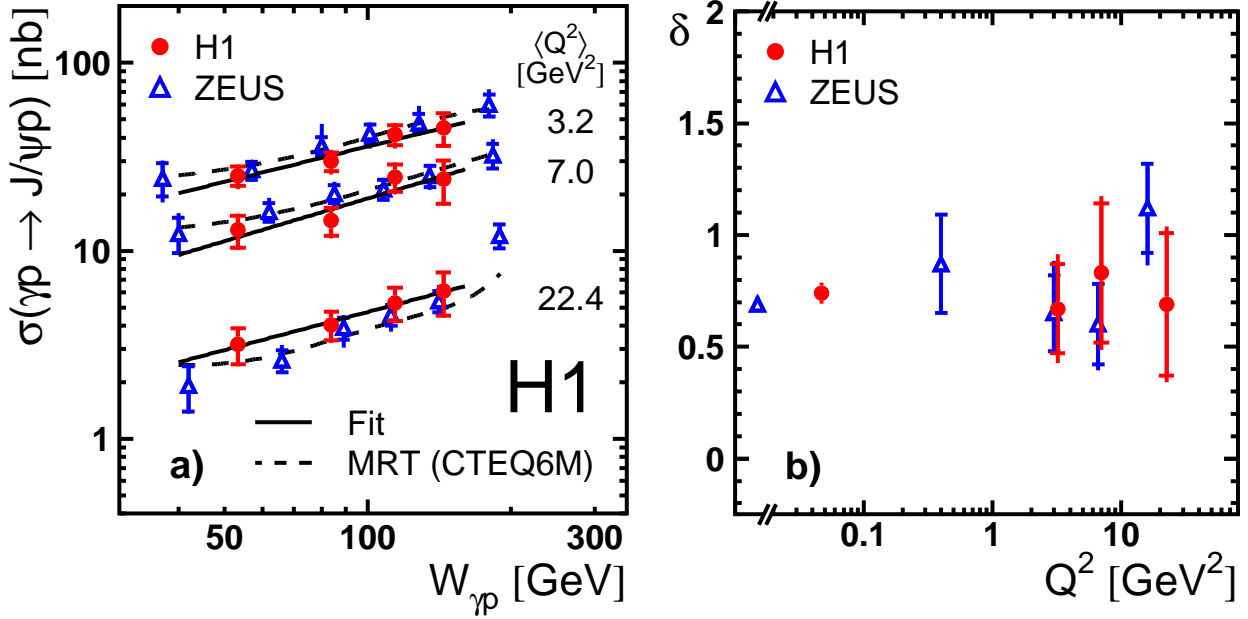 σ(γp → J/ψp) [nb]
100
10
1
H1
ZEUS
⟨Q²⟩
[GeV²]
3.2
7.0
22.4
H1
Fit
MRT (CTEQ6M)
a)
50
100
300
W_γp [GeV]
δ
2
1.5
1
0.5
0
H1
ZEUS
b)
0.1
1
10
Q² [GeV²]